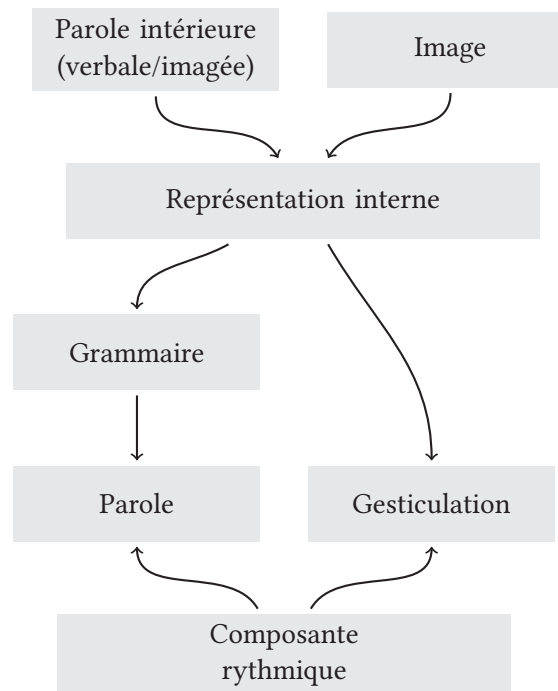 Parole intérieure
(verbale/imagée)
Image
Représentation interne
Grammaire
Parole
Gesticulation
Composante
rythmique